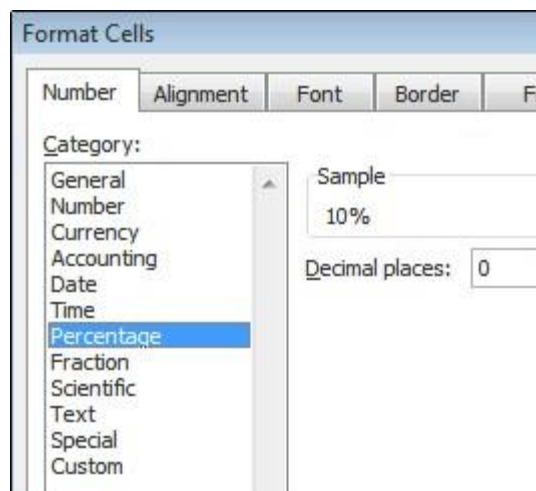 Format Cells
Number Alignment Font Border
Category:
General
Number
Currency
Accounting
Date
Time
Percentage
Fraction
Scientific
Text
Special
Custom
Sample
10%
Decimal places: 0